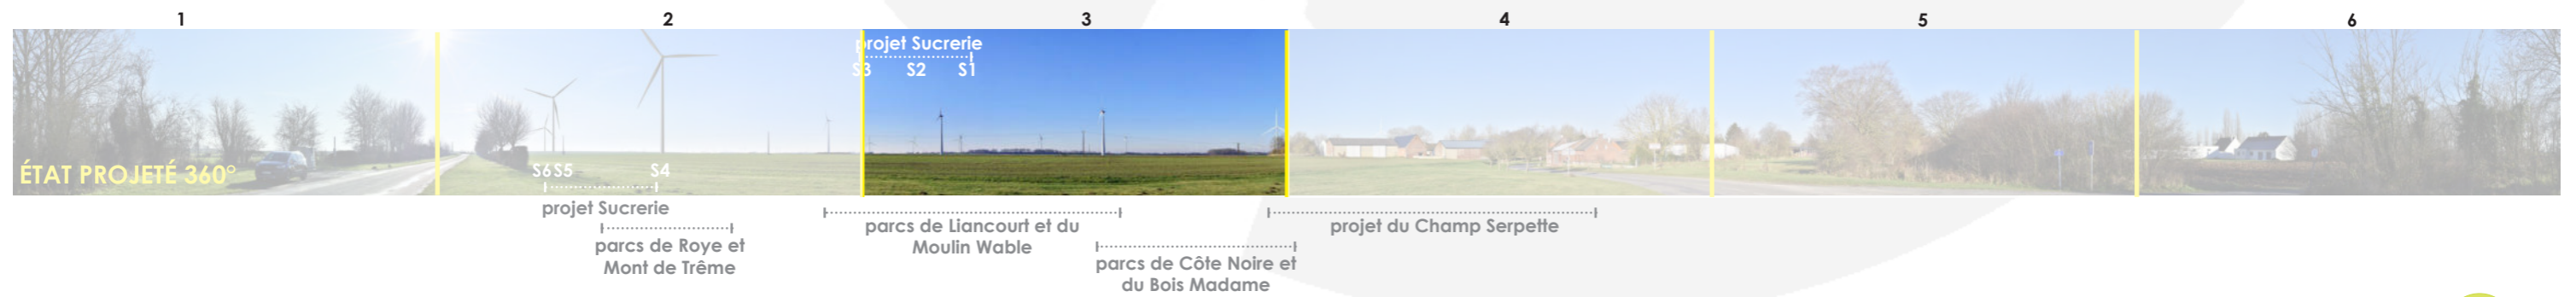 1 2 3 4 5 6
projet Sucrerie
S3 S2 S1
ÉTAT PROJETÉ 360°
S6 S5 S4
projet Sucrerie
parcs de Roye et
Mont de Trême
parcs de Liancourt et du
Moulin Wable
parcs de Côte Noire et
du Bois Madame
projet du Champ Serpette